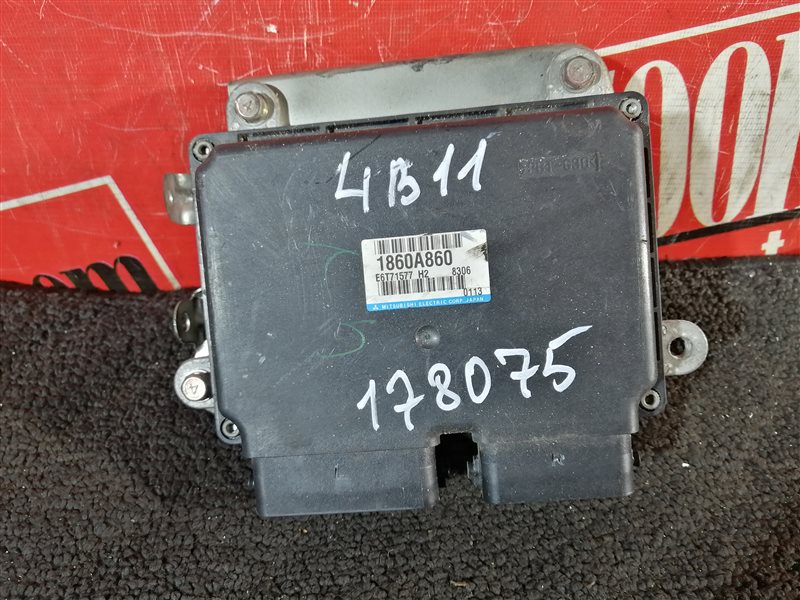 4B11
1860A860
E6T71577 H2 8306
0113
MITSUBISHI ELECTRIC CORP. JAPAN
178075